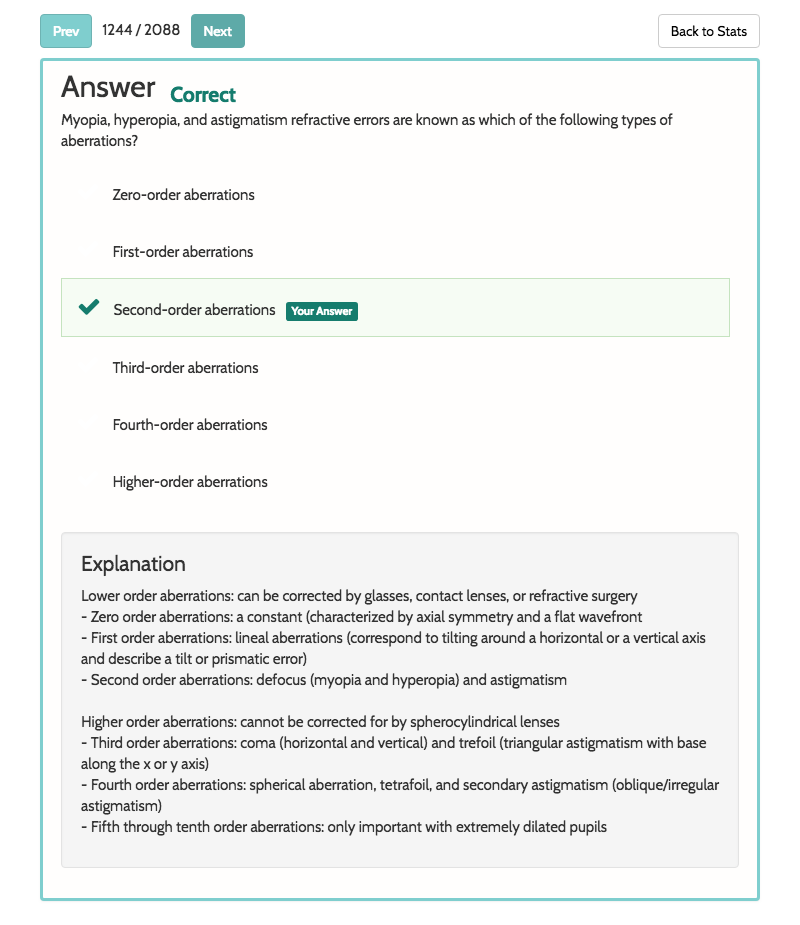 Prev 1244 / 2088 Next Back to Stats
Answer Correct
Myopia, hyperopia, and astigmatism refractive errors are known as which of the following types of
aberrations?
Zero-order aberrations
First-order aberrations
Second-order aberrations Your Answer
Third-order aberrations
Fourth-order aberrations
Higher-order aberrations
Explanation
Lower order aberrations: can be corrected by glasses, contact lenses, or refractive surgery
- Zero order aberrations: a constant (characterized by axial symmetry and a flat wavefront
- First order aberrations: lineal aberrations (correspond to tilting around a horizontal or a vertical axis
and describe a tilt or prismatic error)
- Second order aberrations: defocus (myopia and hyperopia) and astigmatism
Higher order aberrations: cannot be corrected for by spherocylindrical lenses
- Third order aberrations: coma (horizontal and vertical) and trefoil (triangular astigmatism with base
along the x or y axis)
- Fourth order aberrations: spherical aberration, tetrafoil, and secondary astigmatism (oblique/irregular
astigmatism)
- Fifth through tenth order aberrations: only important with extremely dilated pupils